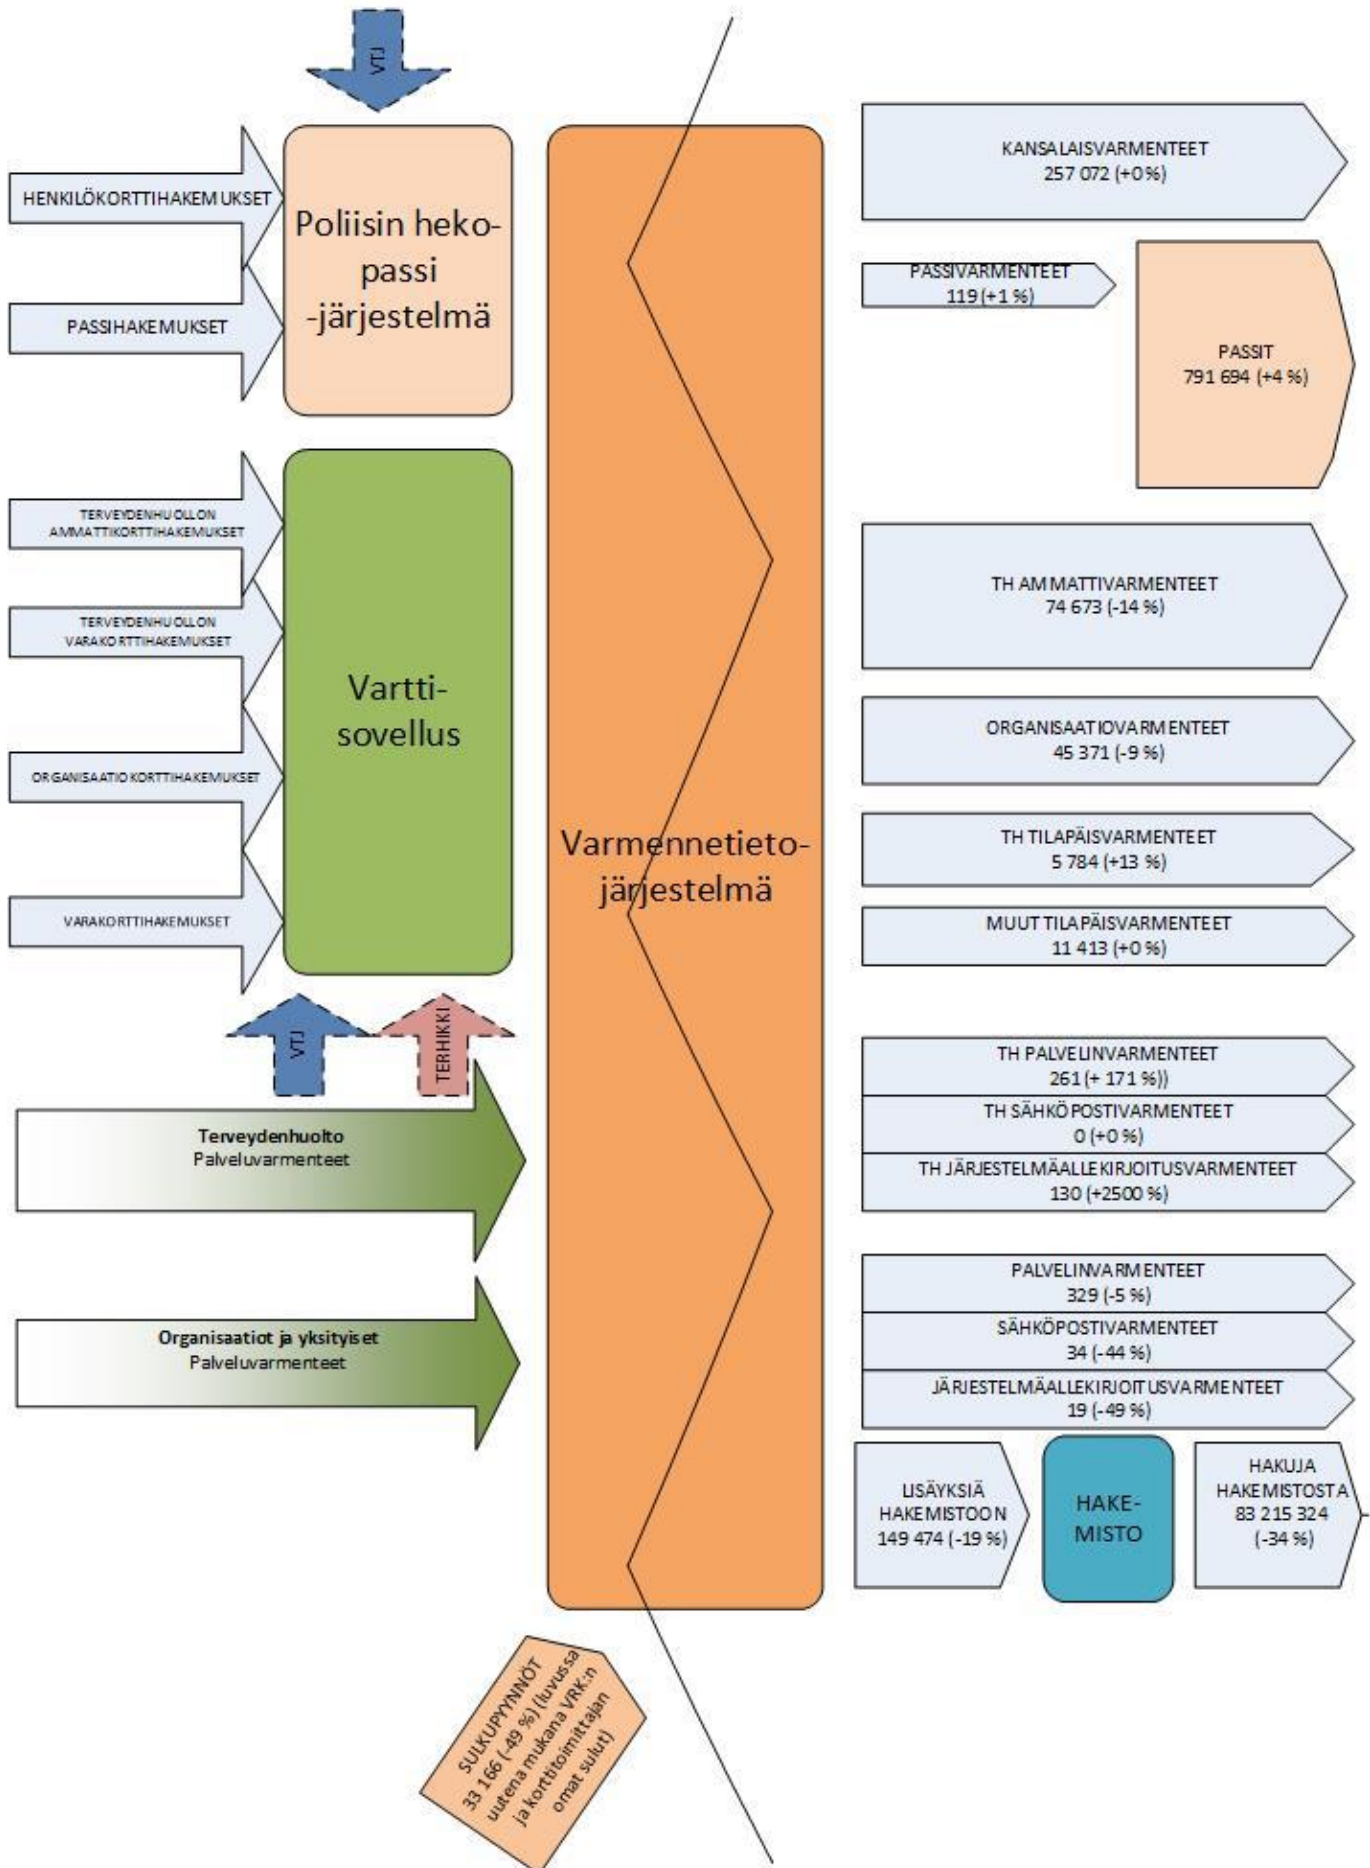 VTJ
HENKILÖKORTTIHAKEMUKSET
PASSIHAKEMUKSET
Poliisin heko-
passi
-järjestelmä
TERVEYDENHUOLLON
AMMATTIKORTTIHAKEMUKSET
TERVEYDENHUOLLON
VARAKORTTIHAKEMUKSET
ORGANISAATIOKORTTIHAKEMUKSET
VARAKORTTIHAKEMUKSET
Vartti-
sovellus
VTJ
TERHIKKI
Terveydenhuolto
Palveluvarmenteet
Organisaatiot ja yksityiset
Palveluvarmenteet
Varmennetieto-
järjestelmä
KANSALAISVARMENTEET
257 072 (+0 %)
PASSIVARMENTEET
119 (+1 %)
PASSIT
791 694 (+4 %)
TH AMMATTIVARMENTEET
74 673 (-14 %)
ORGANISAATIOVARMENTEET
45 371 (-9 %)
TH TILAPÄISVARMENTEET
5 784 (+13 %)
MUUT TILAPÄISVARMENTEET
11 413 (+0 %)
TH PALVELINVARMENTEET
261 (+ 171 %))
TH SÄHKÖPOSTIVARMENTEET
0 (+0 %)
TH JÄRJESTELMÄALLEKIRJOITUSVARMENTEET
130 (+2500 %)
PALVELINVARMENTEET
329 (-5 %)
SÄHKÖPOSTIVARMENTEET
34 (-44 %)
JÄRJESTELMÄALLEKIRJOITUSVARMENTEET
19 (-49 %)
LISÄYKSIÄ
HAKEMISTOON
149 474 (-19 %)
HAKE-
MISTO
HAKUJA
HAKEMISTOSTA
83 215 324
(-34 %)
SULKUPYYNNÖT
33 166 (-49 %) (luvussa
uutena mukana VRK:n
ja korttitoimittajan
omat sulut)